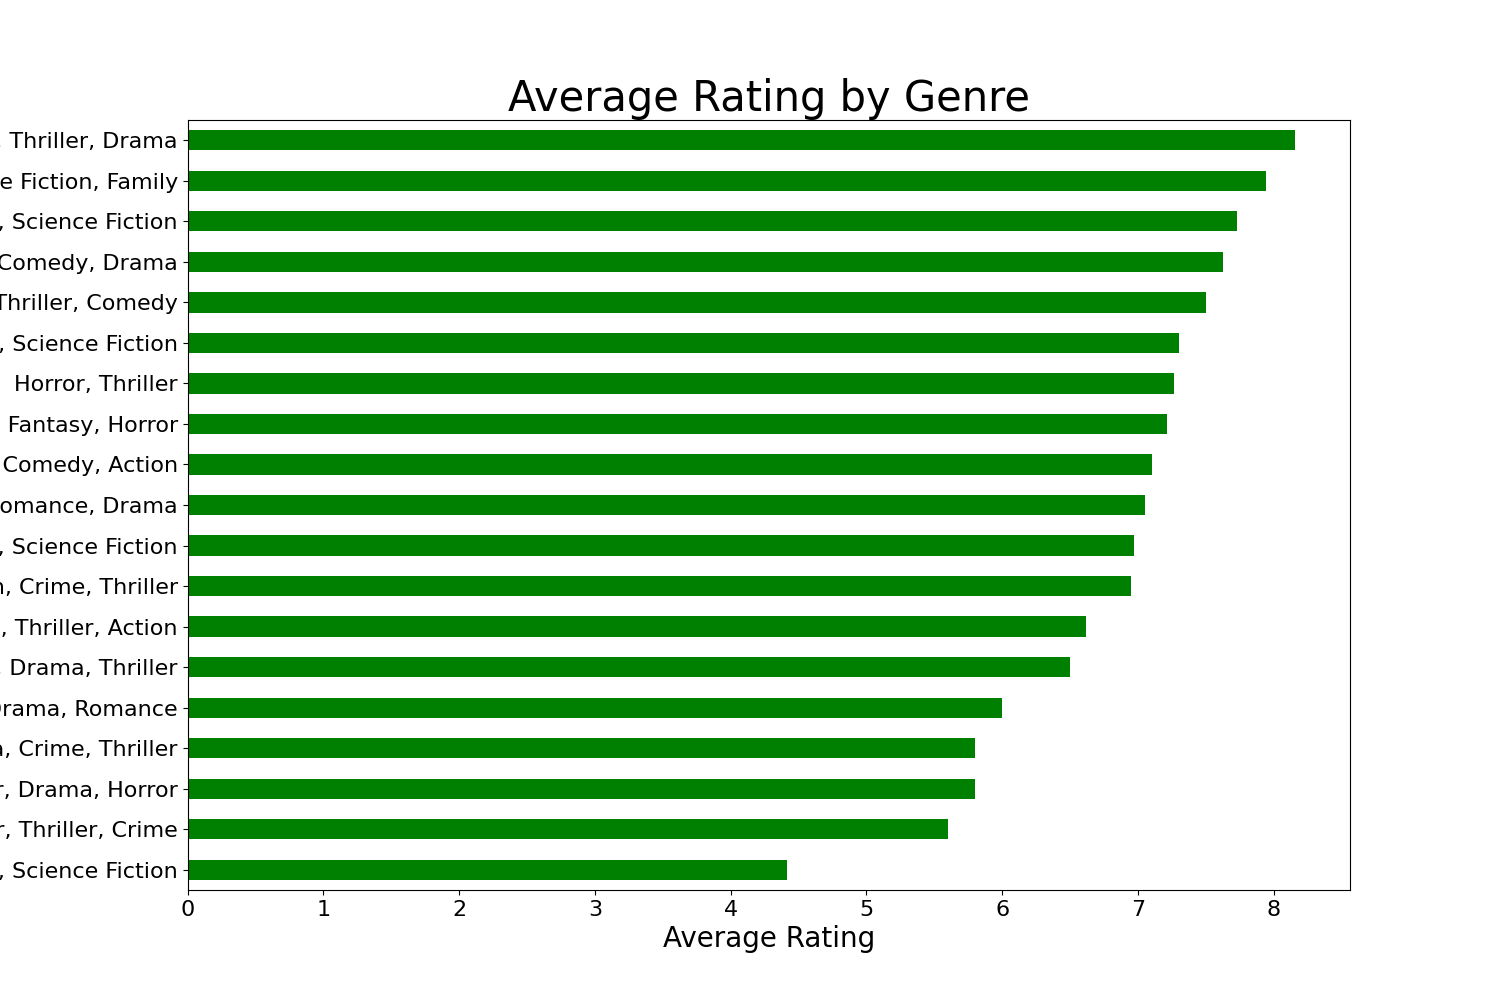 Average Rating by Genre
Thriller, Drama
Fiction, Family
, Science Fiction
Comedy, Drama
Thriller, Comedy
, Science Fiction
Horror, Thriller
Fantasy, Horror
Comedy, Action
Drama
, Science Fiction
, Crime, Thriller
, Thriller, Action
Drama, Thriller
Romance
, Crime, Thriller
, Drama, Horror
, Thriller, Crime
, Science Fiction
0 1 2 3 4 5 6 7 8
Average Rating